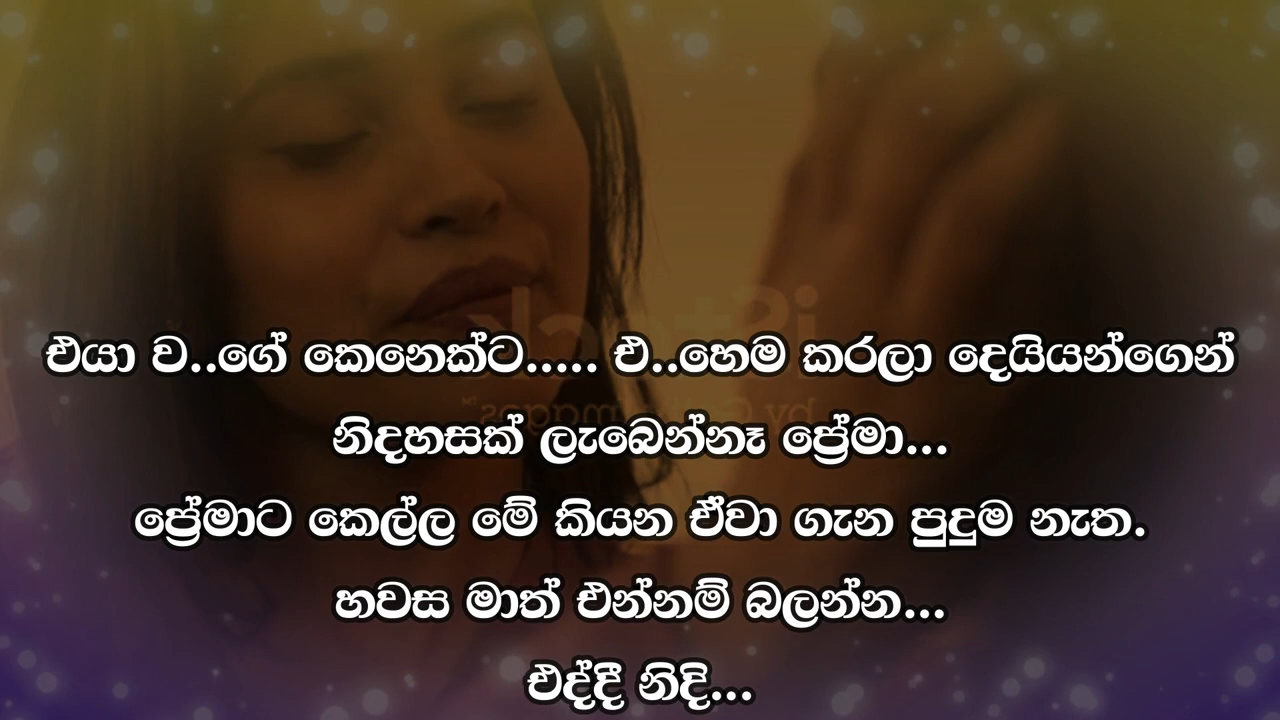 එයා ව..ගේ කෙනෙක්ට..... එ..හෙම කරලා දෙයියන්ගෙන්
නිදහසක් ලැබෙන්නෑ ප්‍රේමා...
ප්‍රේමාට කෙල්ල මේ කියන ඒවා ගැන පුදුම නැත.
හවස මාත් එන්නම් බලන්න...
එද්දී නිදි...